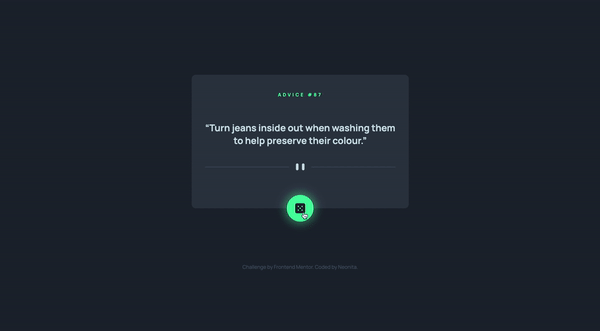 ADVICE #87
“Turn jeans inside out when washing them
to help preserve their colour.”
Challenge by Frontend Mentor. Coded by